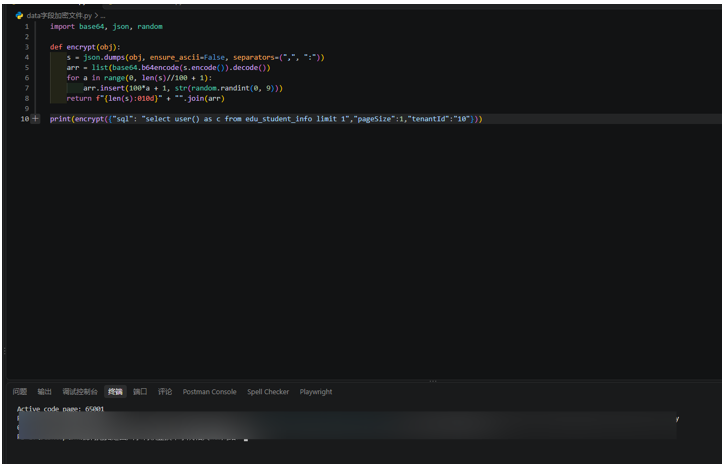 data字段加密文件.py > ...
1 import base64, json, random
2
3 def encrypt(obj):
4 s = json.dumps(obj, ensure_ascii=False, separators=(",", ":"))
5 arr = list(base64.b64encode(s.encode()).decode())
6 for a in range(0, len(s)//100 + 1):
7 arr.insert(100*a + 1, str(random.randint(0, 9)))
8 return f"{len(s):010d}" + "".join(arr)
9
10 print(encrypt({"sql": "select user() as c from edu_student_info limit 1","pageSize":1,"tenantId":"10"}))
问题 输出 调试控制台 终端 端口 评论 Postman Console Spell Checker Playwright
Active code page: 65001